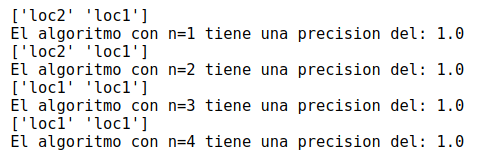 ['loc2' 'loc1']
El algoritmo con n=1 tiene una precision del: 1.0
['loc2' 'loc1']
El algoritmo con n=2 tiene una precision del: 1.0
['loc1' 'loc1']
El algoritmo con n=3 tiene una precision del: 1.0
['loc1' 'loc1']
El algoritmo con n=4 tiene una precision del: 1.0